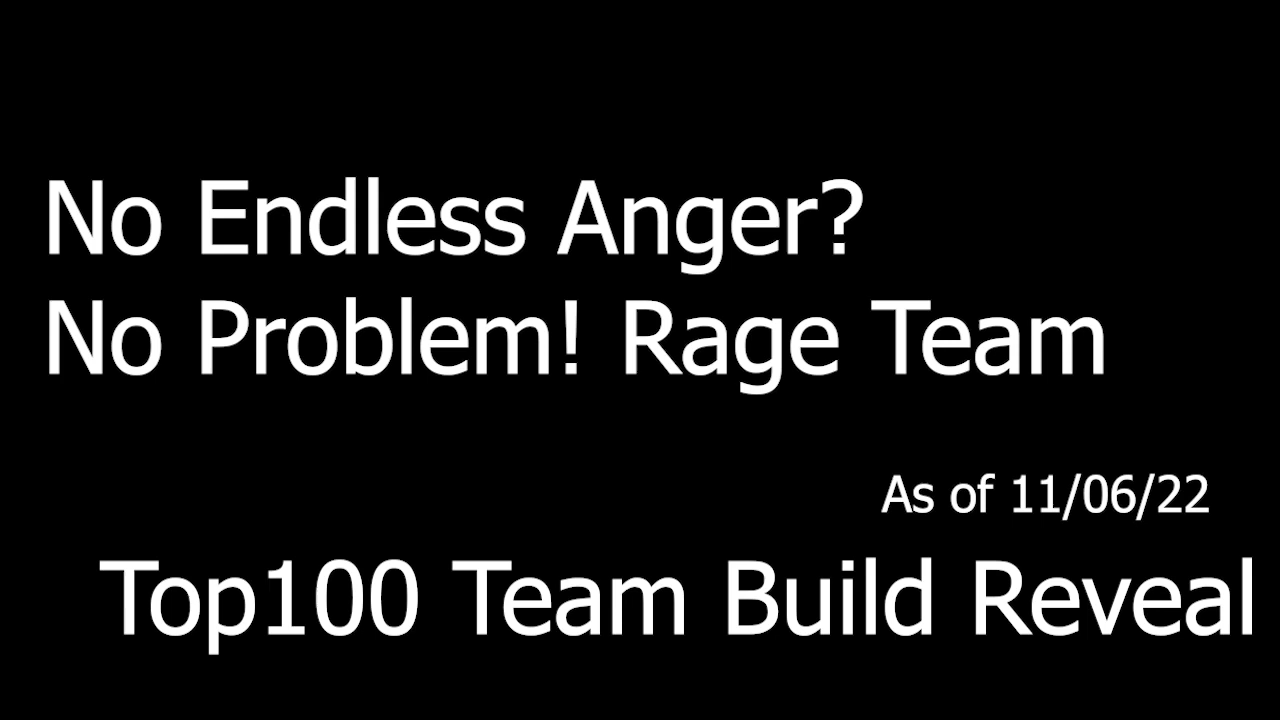 No Endless Anger?
No Problem! Rage Team
As of 11/06/22
Top100 Team Build Reveal